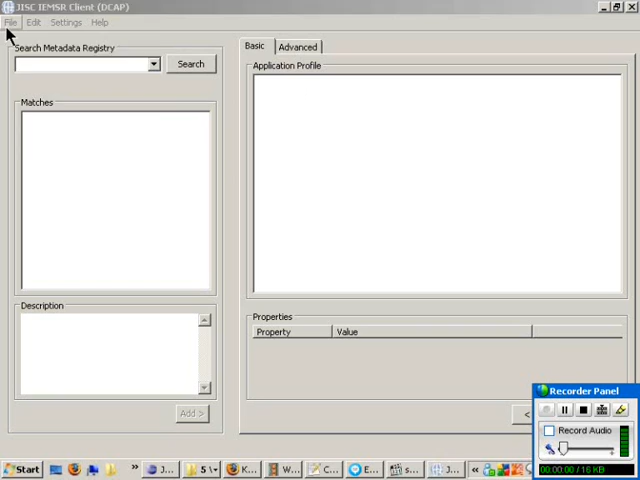 JISC IEMSR Client (DCAP)
File Edit Settings Help
Search Metadata Registry
Search
Matches
Description
Add >
Basic Advanced
Application Profile
Properties
Property Value
<
Recorder Panel
Record Audio
00:00:00 / 16 KB
Start » J... 5 \ K... W... C... E... s... J... «